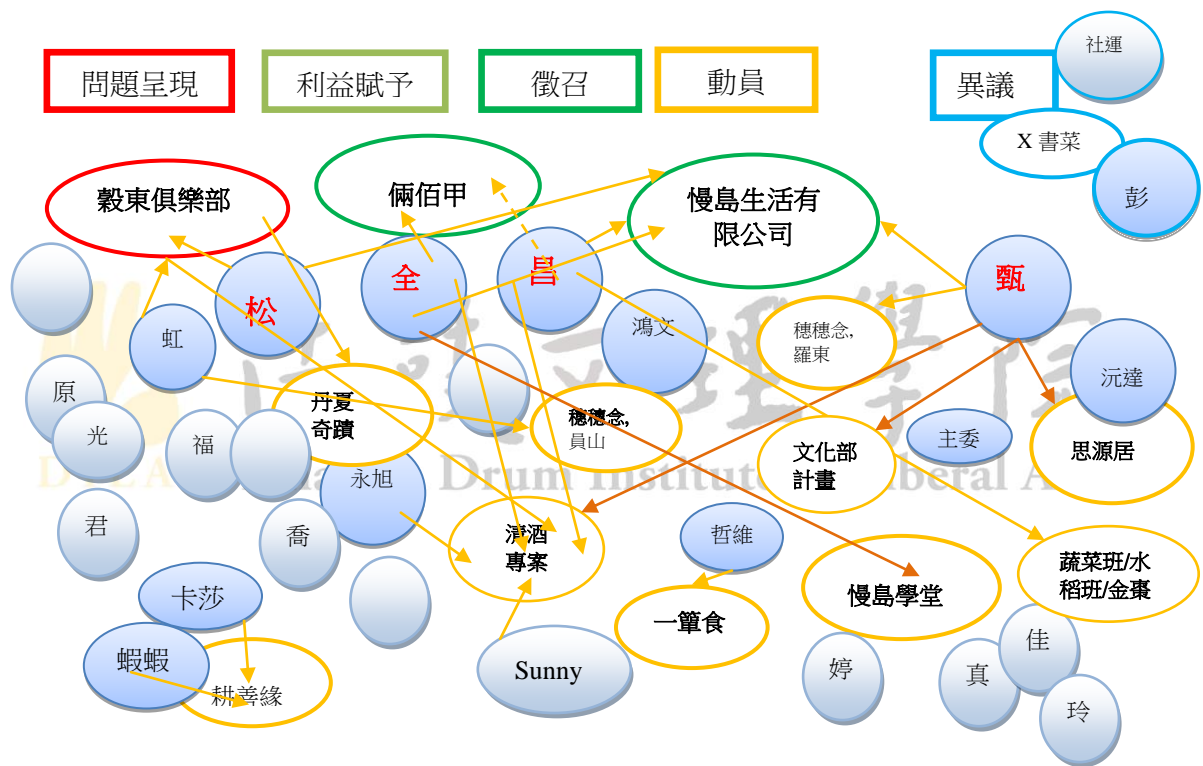 社運
問題呈現
利益賦予
徵召
動員
異議
X 書菜
穀東俱樂部
倆佰甲
慢島生活有
限公司
彭
松
全
昌
甄
虹
鴻文
穗穗念,
羅東
沅達
原
光
福
丹夏
奇蹟
穗穗念,
員山
文化部
計畫
主委
思源居
永旭
Drum Institute
君
喬
清酒
專案
哲維
蔬菜班/水
稻班/金棗
慢島學堂
卡莎
一簞食
佳
蝦蝦
耕善緣
Sunny
婷
真
玲